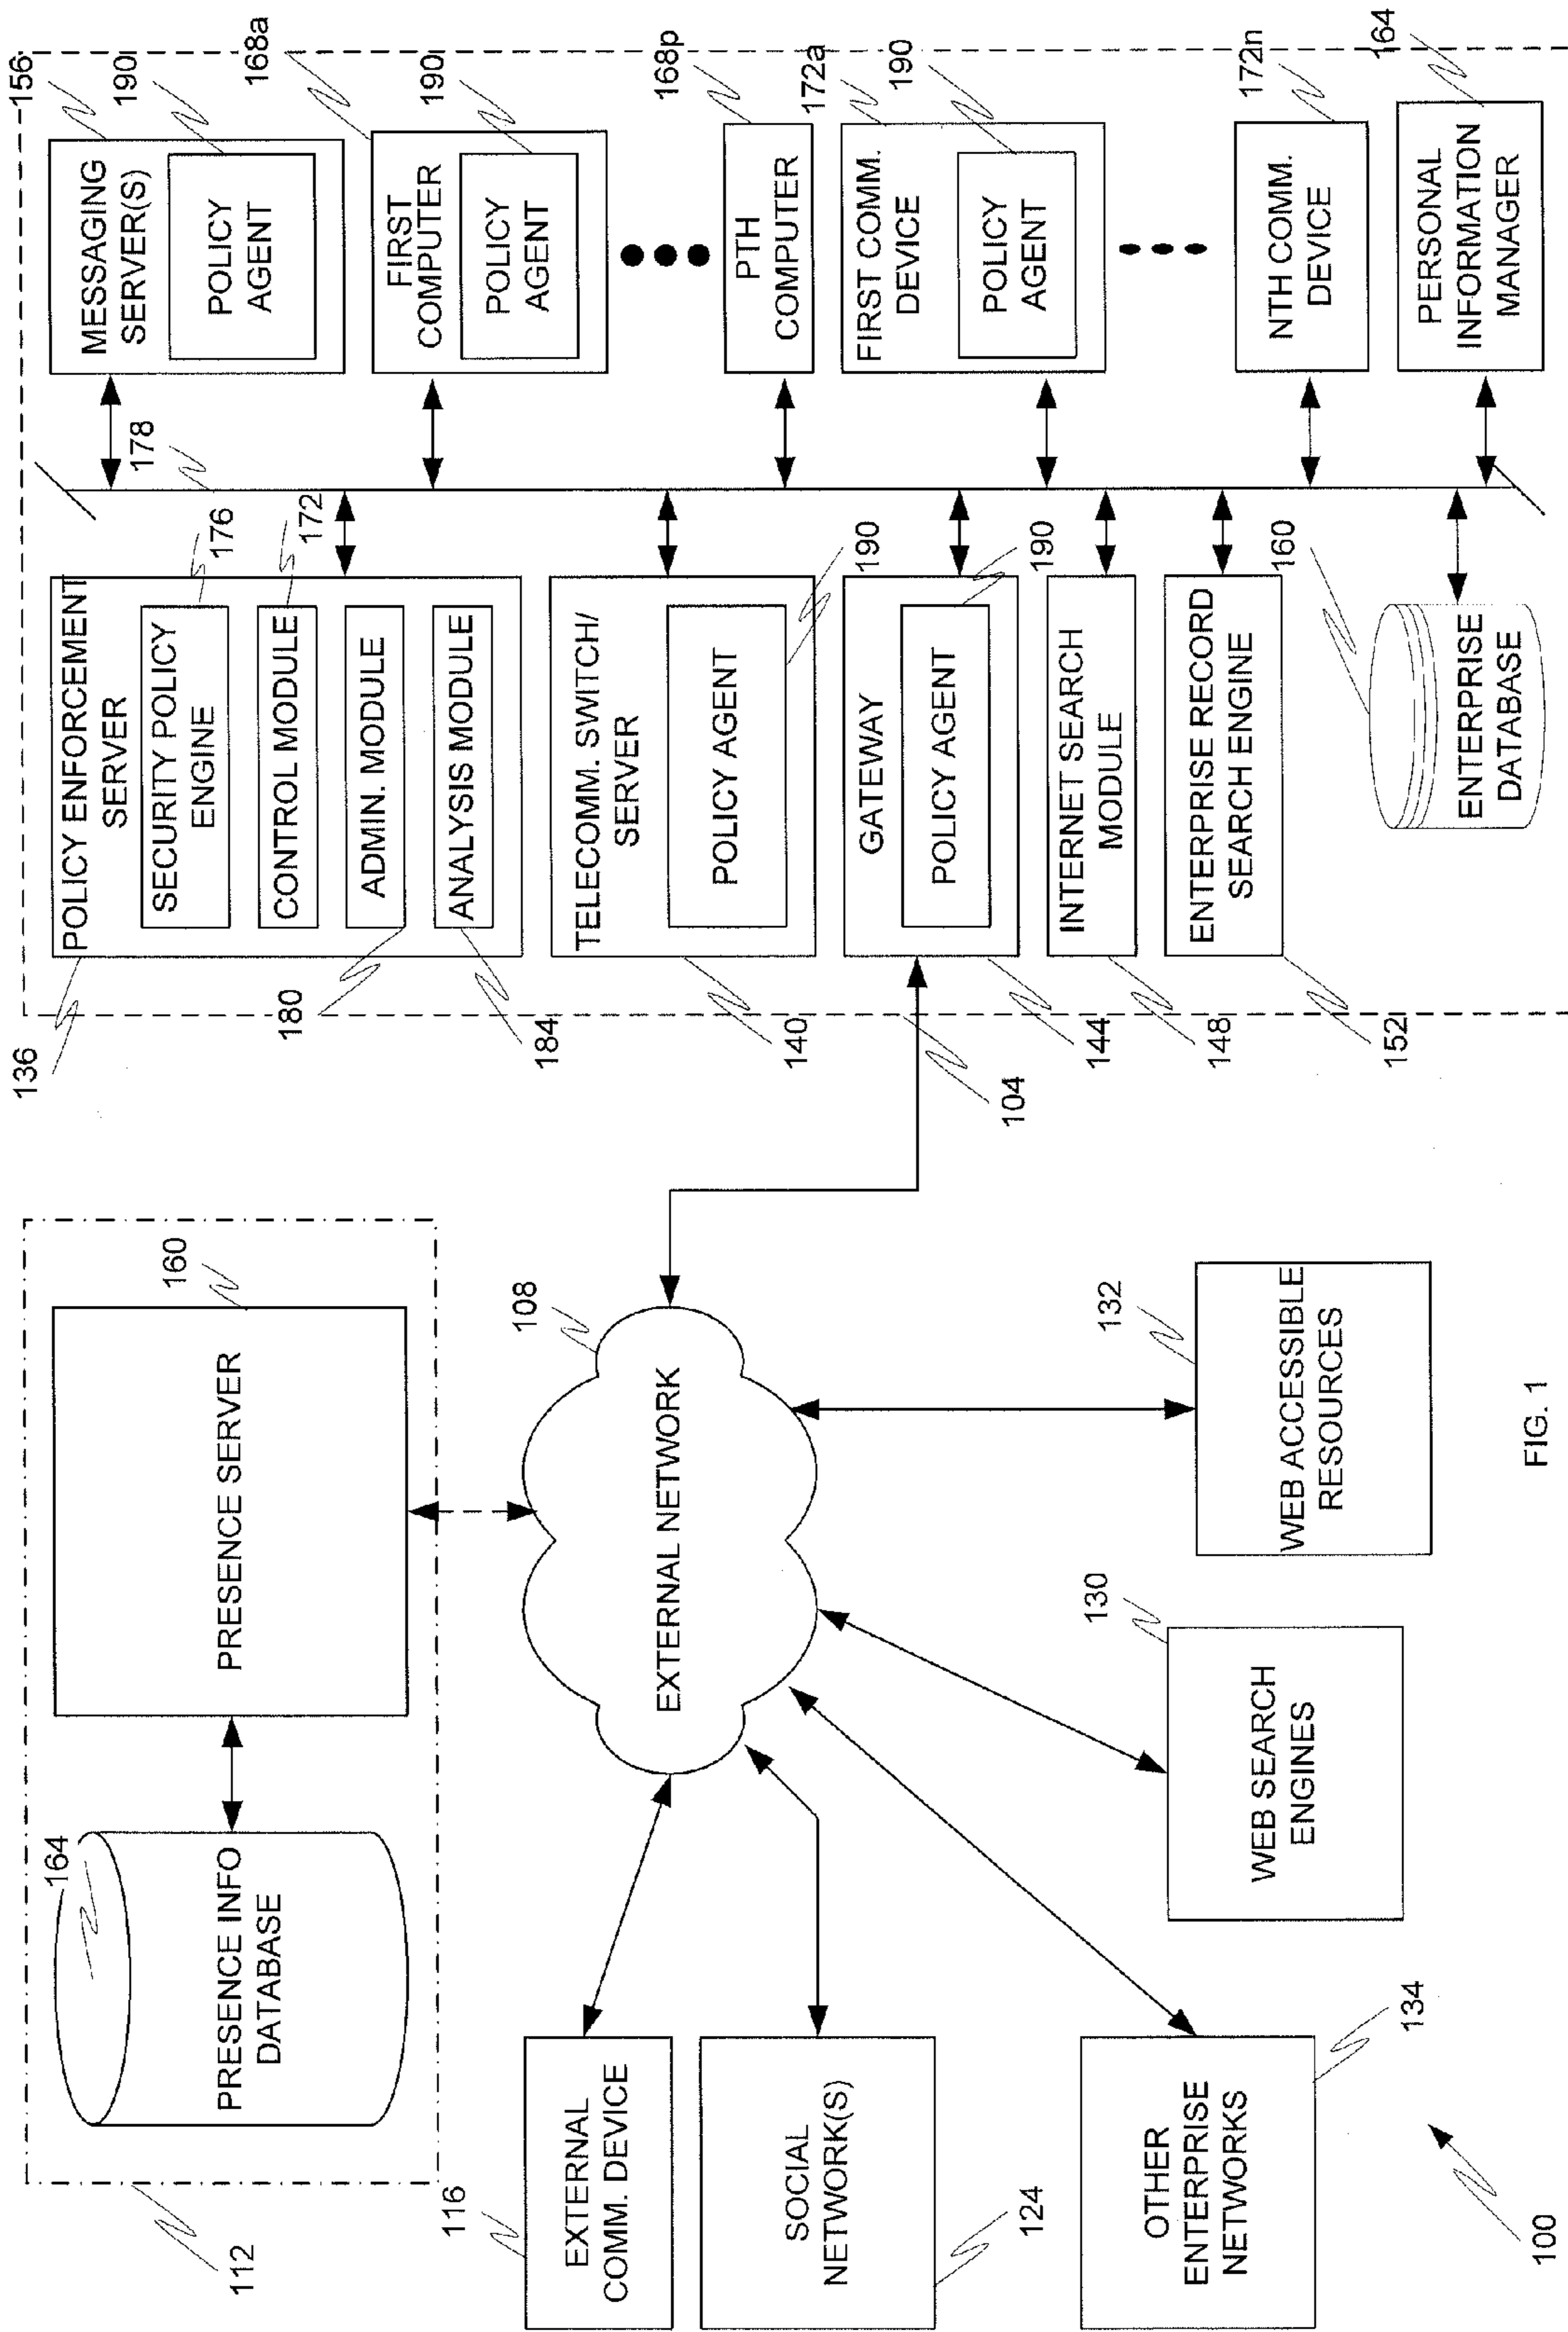 112
164
PRESENCE INFO
DATABASE
PRESENCE SERVER
160
116
EXTERNAL
COMM. DEVICE
SOCIAL
NETWORK(S)
124
OTHER
ENTERPRISE
NETWORKS
134
EXTERNAL NETWORK
108
130
WEB SEARCH
ENGINES
132
WEB ACCESSIBLE
RESOURCES
100
FIG. 1
136
POLICY ENFORCEMENT
SERVER
SECURITY POLICY
ENGINE
176
CONTROL MODULE
172
ADMIN. MODULE
180
ANALYSIS MODULE
184
TELECOMM. SWITCH/
SERVER
POLICY AGENT
190
140
GATEWAY
POLICY AGENT
190
104
144
INTERNET SEARCH
MODULE
148
ENTERPRISE RECORD
SEARCH ENGINE
152
160
ENTERPRISE
DATABASE
178
MESSAGING
SERVER(S)
156
POLICY
AGENT
190
FIRST
COMPUTER
168a
POLICY
AGENT
190
PTH
COMPUTER
168p
FIRST COMM.
DEVICE
172a
POLICY
AGENT
190
NTH COMM.
DEVICE
172n
PERSONAL
INFORMATION
MANAGER
164